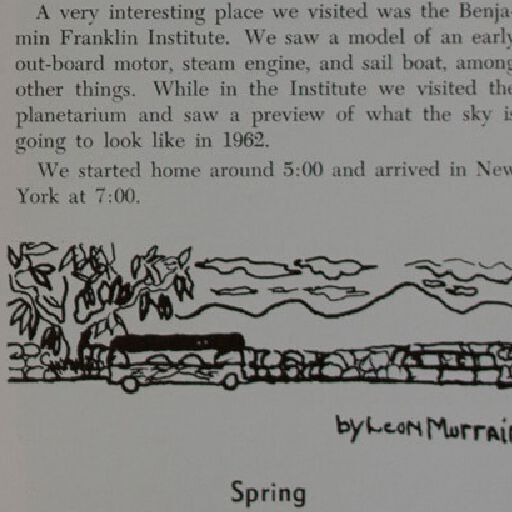 A very interesting place we visited was the Benja-
min Franklin Institute. We saw a model of an early
out-board motor, steam engine, and sail boat, among
other things. While in the Institute we visited the
planetarium and saw a preview of what the sky is
going to look like in 1962.
We started home around 5:00 and arrived in New
York at 7:00.
by Leon Murrai
Spring